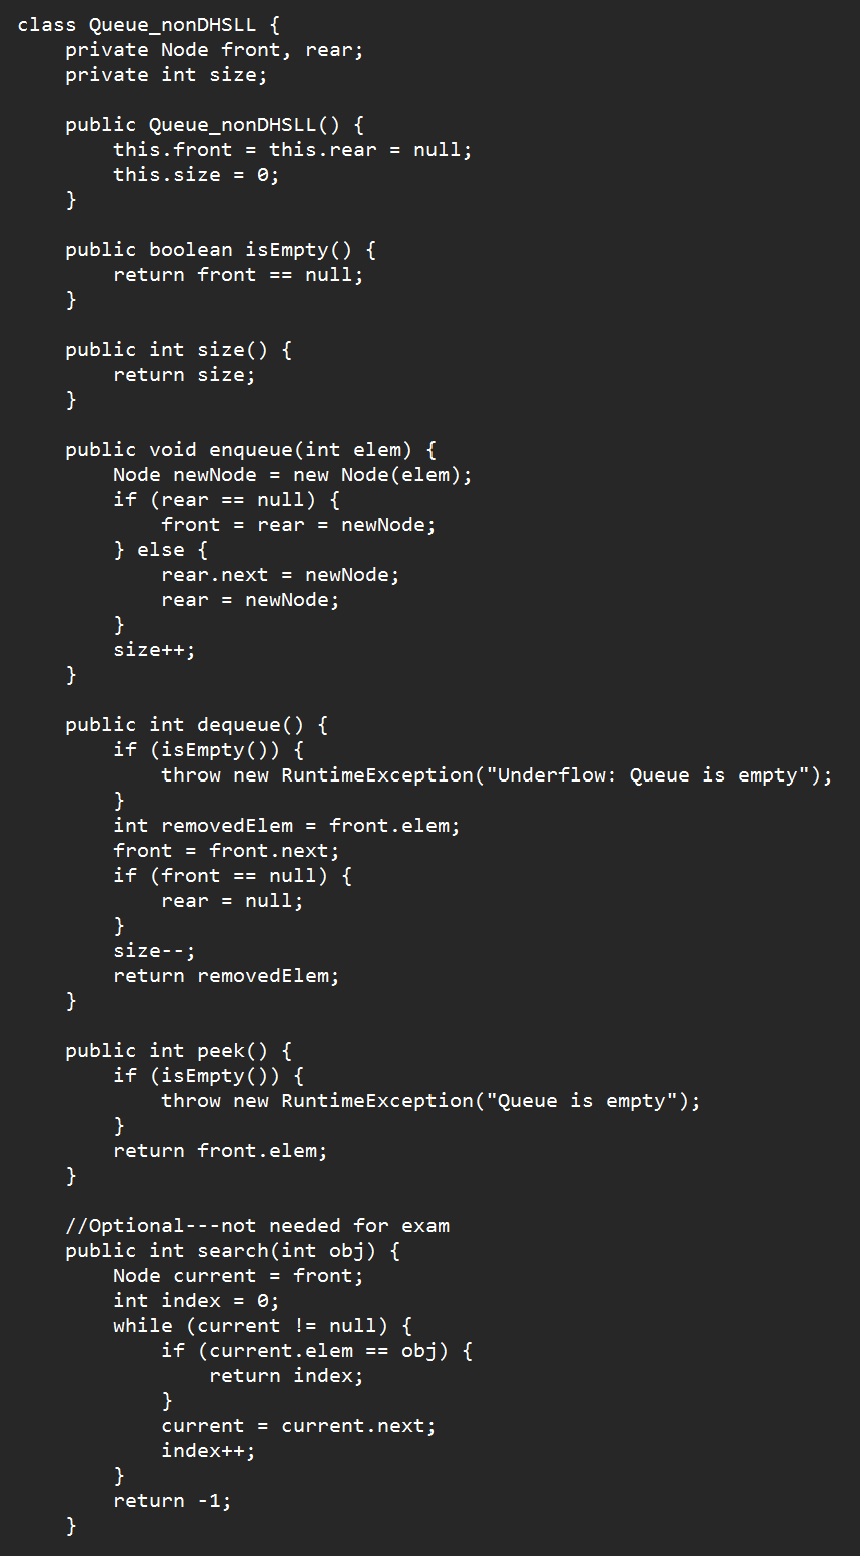 class Queue_nonDHSLL {
    private Node front, rear;
    private int size;

    public Queue_nonDHSLL() {
        this.front = this.rear = null;
        this.size = 0;
    }

    public boolean isEmpty() {
        return front == null;
    }

    public int size() {
        return size;
    }

    public void enqueue(int elem) {
        Node newNode = new Node(elem);
        if (rear == null) {
            front = rear = newNode;
        } else {
            rear.next = newNode;
            rear = newNode;
        }
        size++;
    }

    public int dequeue() {
        if (isEmpty()) {
            throw new RuntimeException("Underflow: Queue is empty");
        }
        int removedElem = front.elem;
        front = front.next;
        if (front == null) {
            rear = null;
        }
        size--;
        return removedElem;
    }

    public int peek() {
        if (isEmpty()) {
            throw new RuntimeException("Queue is empty");
        }
        return front.elem;
    }

    //Optional---not needed for exam
    public int search(int obj) {
        Node current = front;
        int index = 0;
        while (current != null) {
            if (current.elem == obj) {
                return index;
            }
            current = current.next;
            index++;
        }
        return -1;
    }